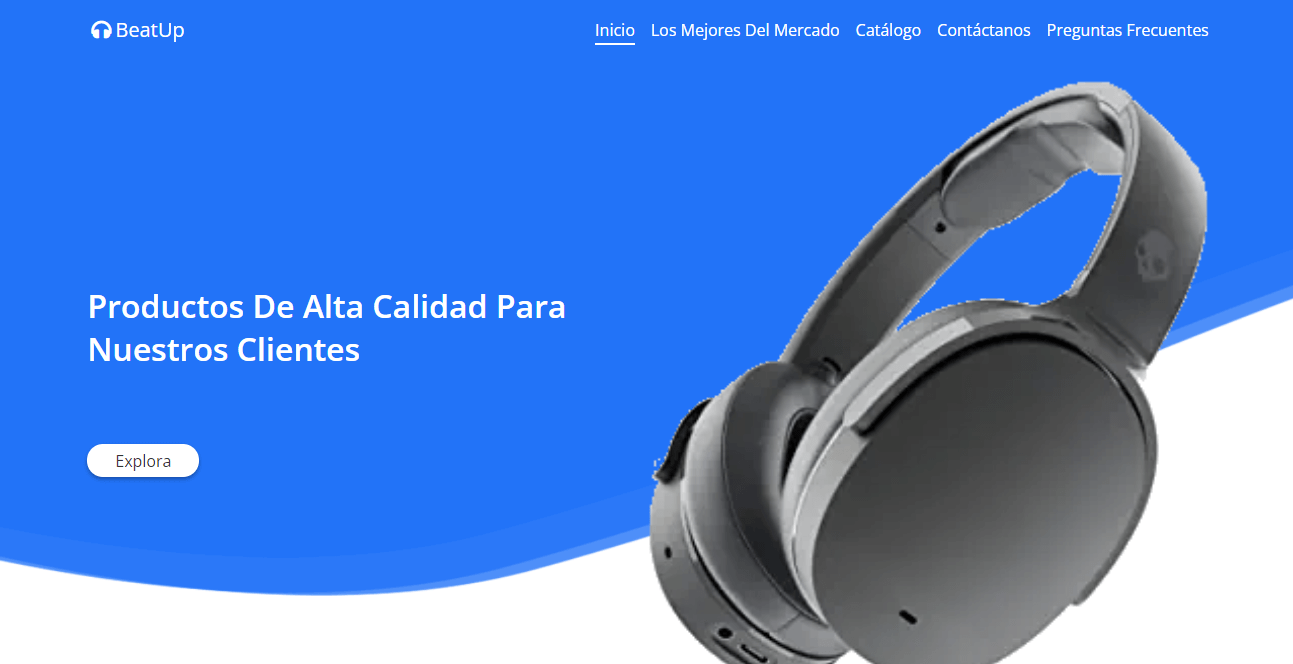 BeatUp
Inicio Los Mejores Del Mercado Catálogo Contáctanos Preguntas Frecuentes
Productos De Alta Calidad Para
Nuestros Clientes
Explora